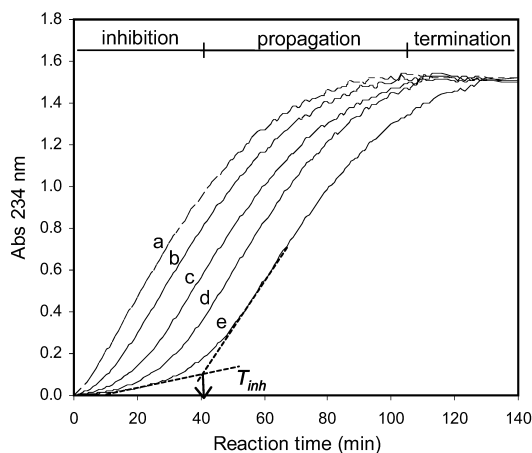 inhibition propagation termination
1.8
1.6
1.4
1.2
1.0
0.8
0.6
0.4
0.2
0.0
Abs 234 nm
a
b
c
d
e
T inh
0 20 40 60 80 100 120 140
Reaction time (min)